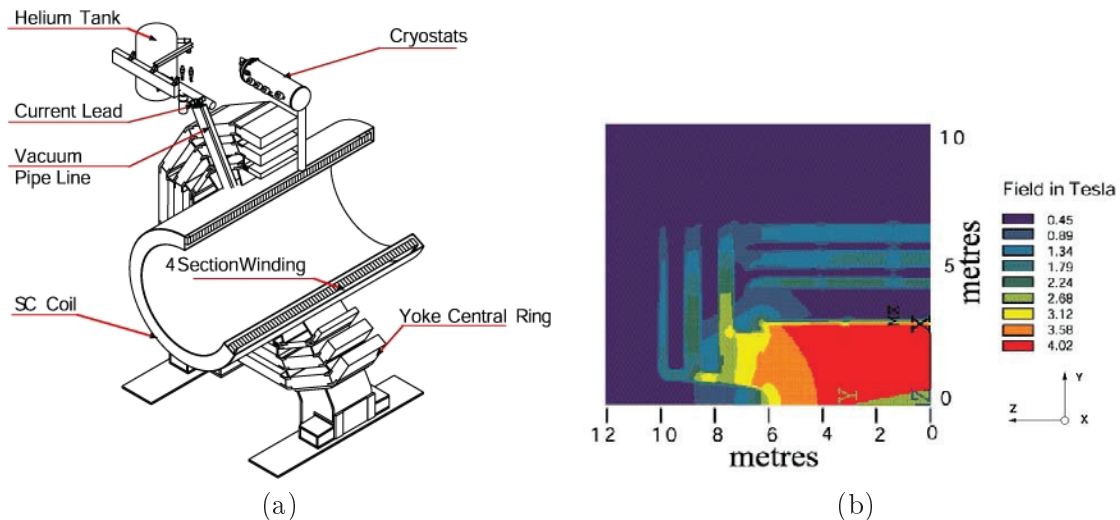 Helium Tank
Cryostats
Current Lead
Vacuum
Pipe Line
4 SectionWinding
SC Coil
Yoke Central Ring
(a)
10
5
0
metres
12 10 8 6 4 2 0
metres
Field in Tesla
0.45
0.89
1.34
1.79
2.24
2.68
3.12
3.58
4.02
Y
Z
X
(b)